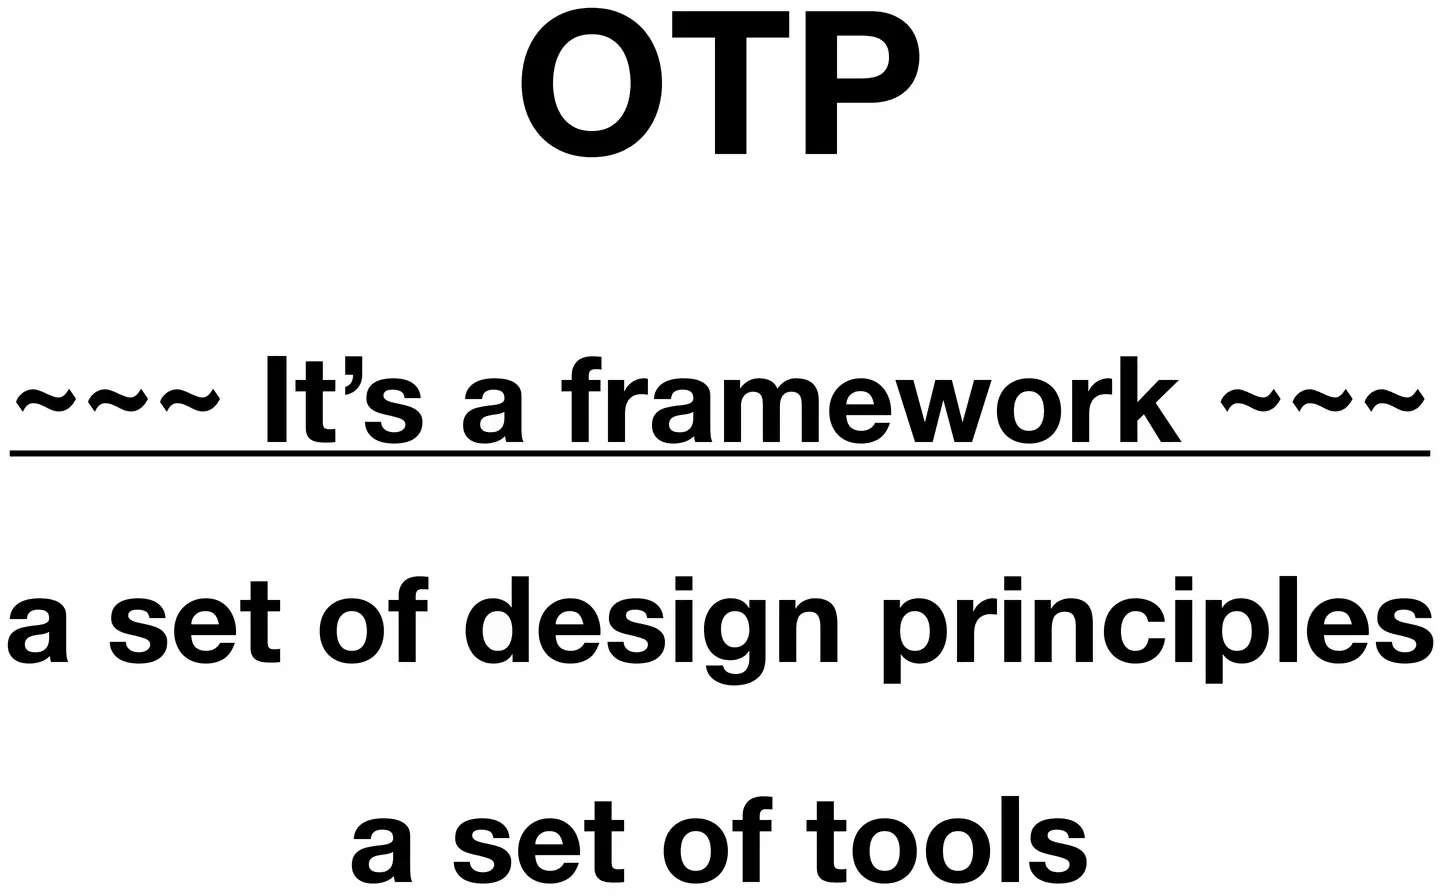 OTP
~~~ It’s a framework ~~~
a set of design principles
a set of tools